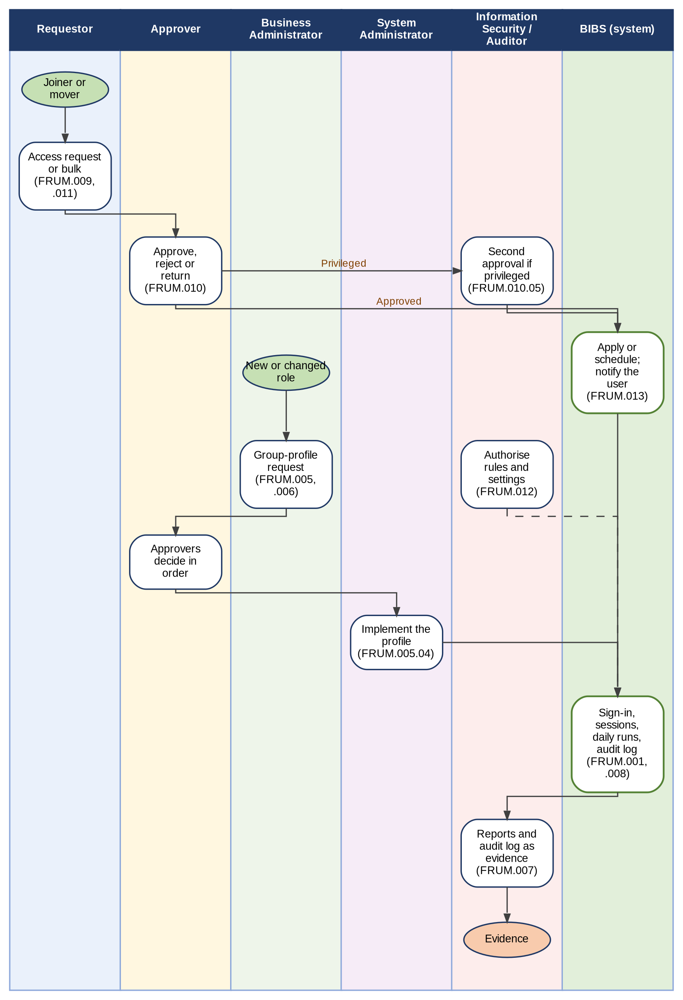 Requestor
Approver
Business
Administrator
System
Administrator
Information
Security /
Auditor
BIBS (system)
Joiner or
mover
Access request
or bulk
(FRUM.009,
.011)
Approve,
reject or
return
(FRUM.010)
Privileged
Second
approval if
privileged
(FRUM.010.05)
Approved
Apply or
schedule;
notify the
user
(FRUM.013)
New or changed
role
Group-profile
request
(FRUM.005,
.006)
Authorise
rules and
settings
(FRUM.012)
Approvers
decide in
order
Implement the
profile
(FRUM.005.04)
Sign-in,
sessions,
daily runs,
audit log
(FRUM.001,
.008)
Reports and
audit log as
evidence
(FRUM.007)
Evidence